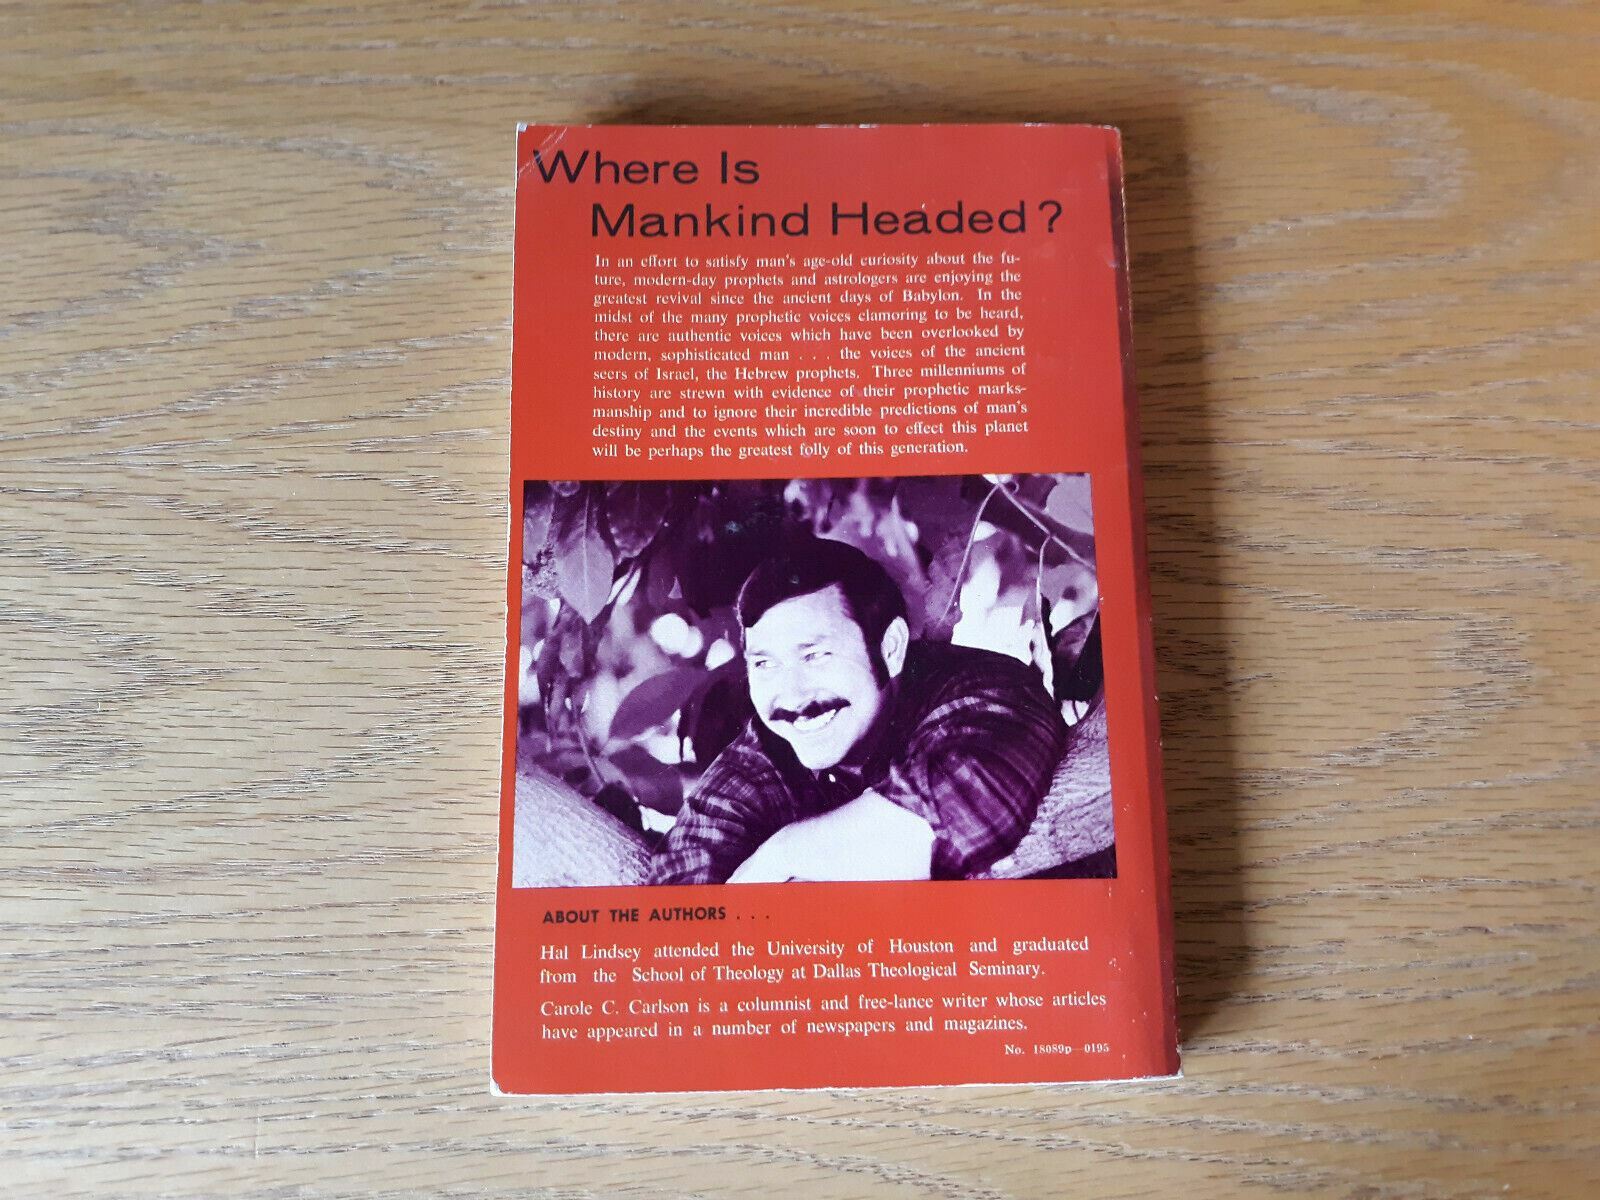 Where Is
Mankind Headed?
In an effort to satisfy man's age-old curiosity about the fu-
ture, modern-day prophets and astrologers are enjoying the
greatest revival since the ancient days of Babylon. In the
midst of the many prophetic voices clamoring to be heard,
there are authentic voices which have been overlooked by
modern, sophisticated man . . . the voices of the ancient
seers of Israel, the Hebrew prophets. Three millenniums of
history are strewn with evidence of their prophetic marks-
manship and to ignore their incredible predictions of man's
destiny and the events which are soon to effect this planet
will be perhaps the greatest folly of this generation.
ABOUT THE AUTHORS . . .
Hal Lindsey attended the University of Houston and graduated
from the School of Theology at Dallas Theological Seminary.
Carole C. Carlson is a columnist and free-lance writer whose articles
have appeared in a number of newspapers and magazines.
No. 18089p—0195